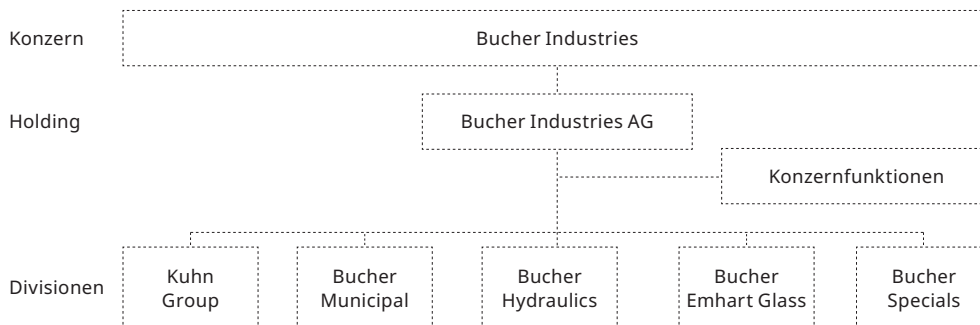 Konzern
Bucher Industries
Holding
Bucher Industries AG
Konzernfunktionen
Divisionen
Kuhn
Group
Bucher
Municipal
Bucher
Hydraulics
Bucher
Emhart Glass
Bucher
Specials